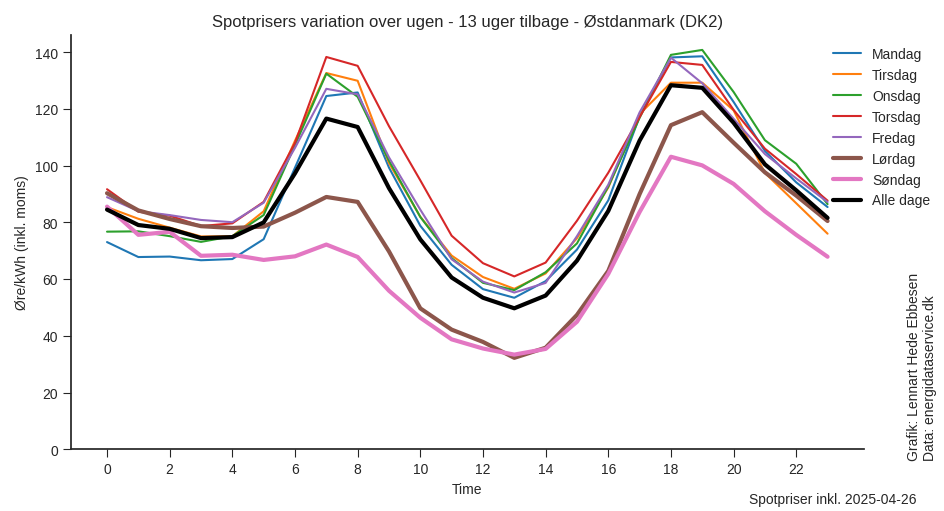 Spotprisers variation over ugen - 13 uger tilbage - Østdanmark (DK2)
Øre/kWh (inkl. moms)
140
120
100
80
60
40
20
0
0 2 4 6 8 10 12 14 16 18 20 22
Time
Mandag
Tirsdag
Onsdag
Torsdag
Fredag
Lørdag
Søndag
Alle dage
Grafik: Lennart Hede Ebbesen
Data: energidataservice.dk
Spotpriser inkl. 2025-04-26